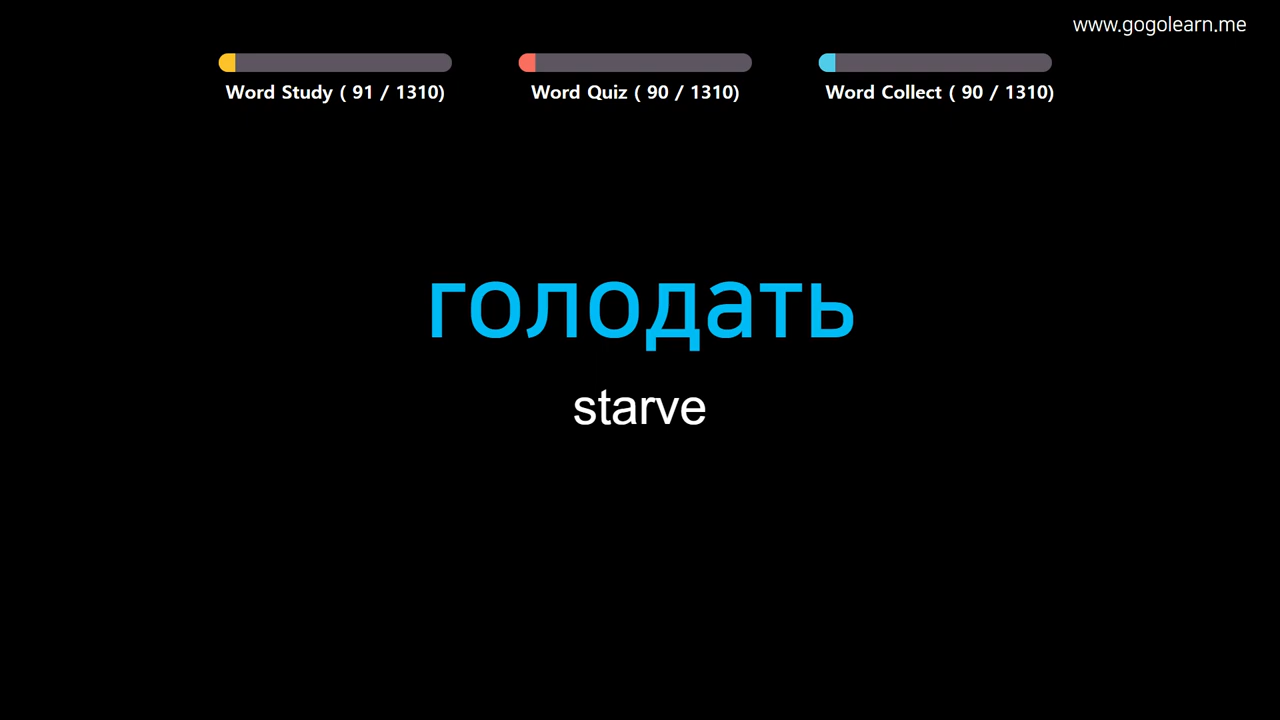 www.gogolearn.me
Word Study ( 91 / 1310)
Word Quiz ( 90 / 1310)
Word Collect ( 90 / 1310)
голодать
starve